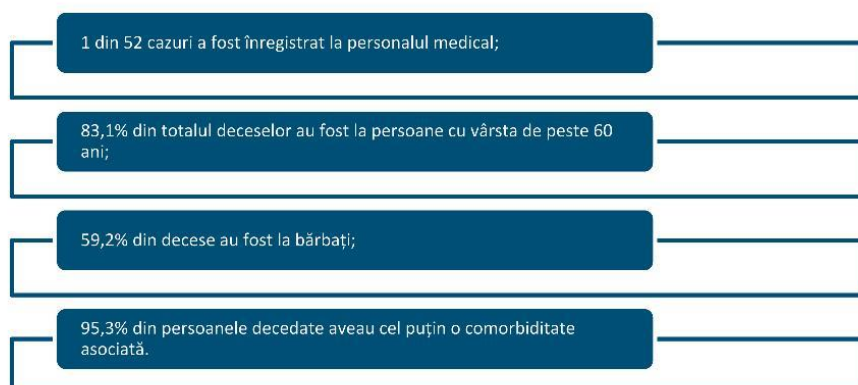 1 din 52 cazuri a fost înregistrat la personalul medical;
83,1% din totalul deceselor au fost la persoane cu vârsta de peste 60
ani;
59,2% din decese au fost la bărbați;
95,3% din persoanele decedate aveau cel puțin o comorbiditate
asociată.